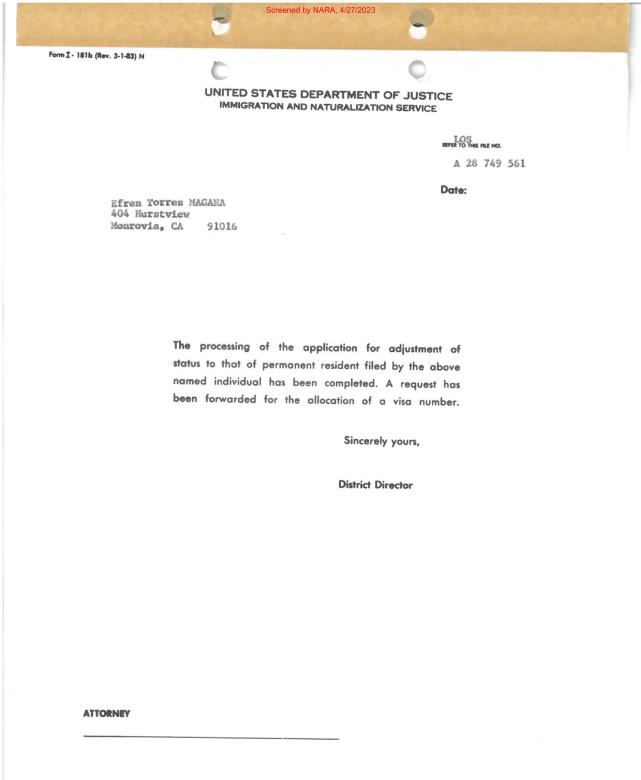 Screened by NARA, 4/27/2023
Form I - 181b (Rev. 3-1-83) N
UNITED STATES DEPARTMENT OF JUSTICE
IMMIGRATION AND NATURALIZATION SERVICE
LOS
REFER TO THIS FILE NO.
A 28 749 561
Date:
Efren Torres MAGANA
404 Hurstview
Monrovia, CA 91016
The processing of the application for adjustment of
status to that of permanent resident filed by the above
named individual has been completed. A request has
been forwarded for the allocation of a visa number.
Sincerely yours,
District Director
ATTORNEY